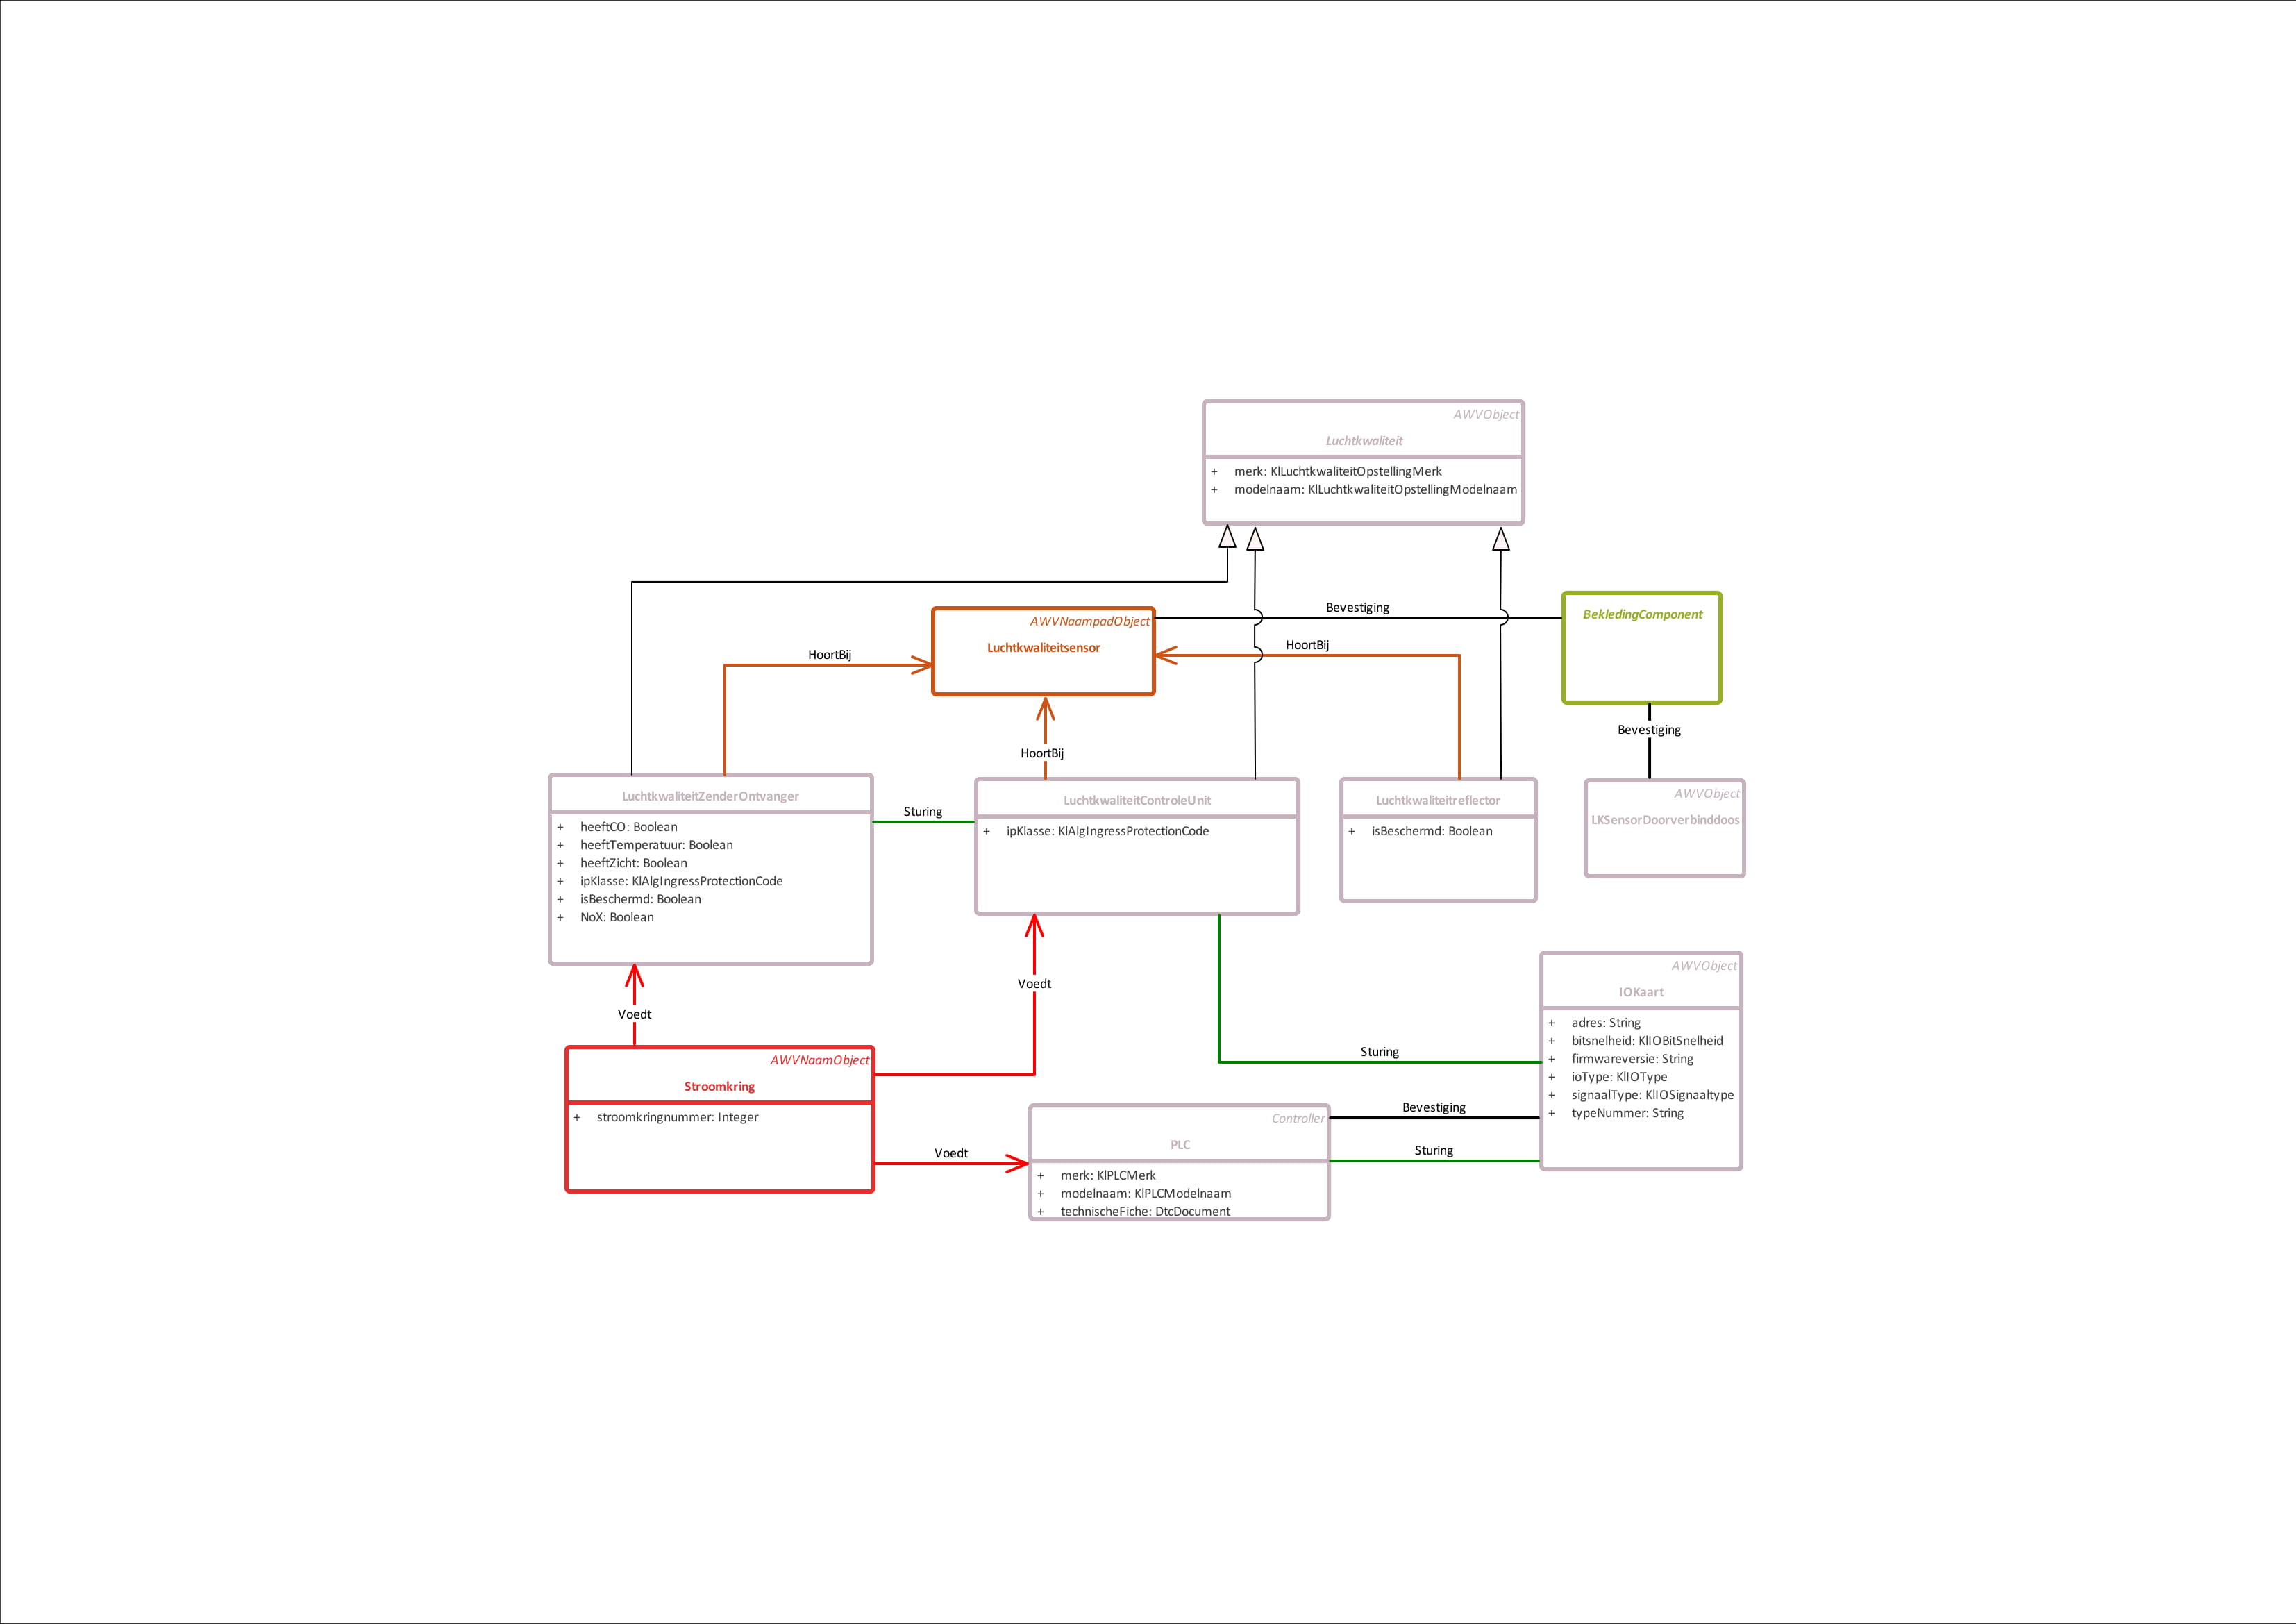 AWVObject
Luchtkwaliteit
+ merk: KlLuchtkwaliteitOpstellingMerk
+ modelnaam: KlLuchtkwaliteitOpstellingModelnaam
Bevestiging
AWVNaampadObject
Luchtkwaliteitsensor
BekledingComponent
HoortBij
HoortBij
HoortBij
Bevestiging
LuchtkwaliteitZenderOntvanger
+ heeftCO: Boolean
+ heeftTemperatuur: Boolean
+ heeftZicht: Boolean
+ ipKlasse: KlAlgIngressProtectionCode
+ isBeschermd: Boolean
+ NoX: Boolean
Sturing
LuchtkwaliteitControleUnit
+ ipKlasse: KlAlgIngressProtectionCode
Luchtkwaliteitreflector
+ isBeschermd: Boolean
AWVObject
LKSensorDoorverbinddoos
Voedt
Voedt
AWVObject
IOKaart
+ adres: String
+ bitsnelheid: KlIOBitSnelheid
+ firmwareversie: String
+ ioType: KlIOType
+ signaalType: KlIOSignaaltype
+ typeNummer: String
Sturing
AWVNaamObject
Stroomkring
+ stroomkringnummer: Integer
Voedt
Controller
PLC
+ merk: KlPLCMerk
+ modelnaam: KlPLCModelnaam
+ technischeFiche: DtcDocument
Bevestiging
Sturing